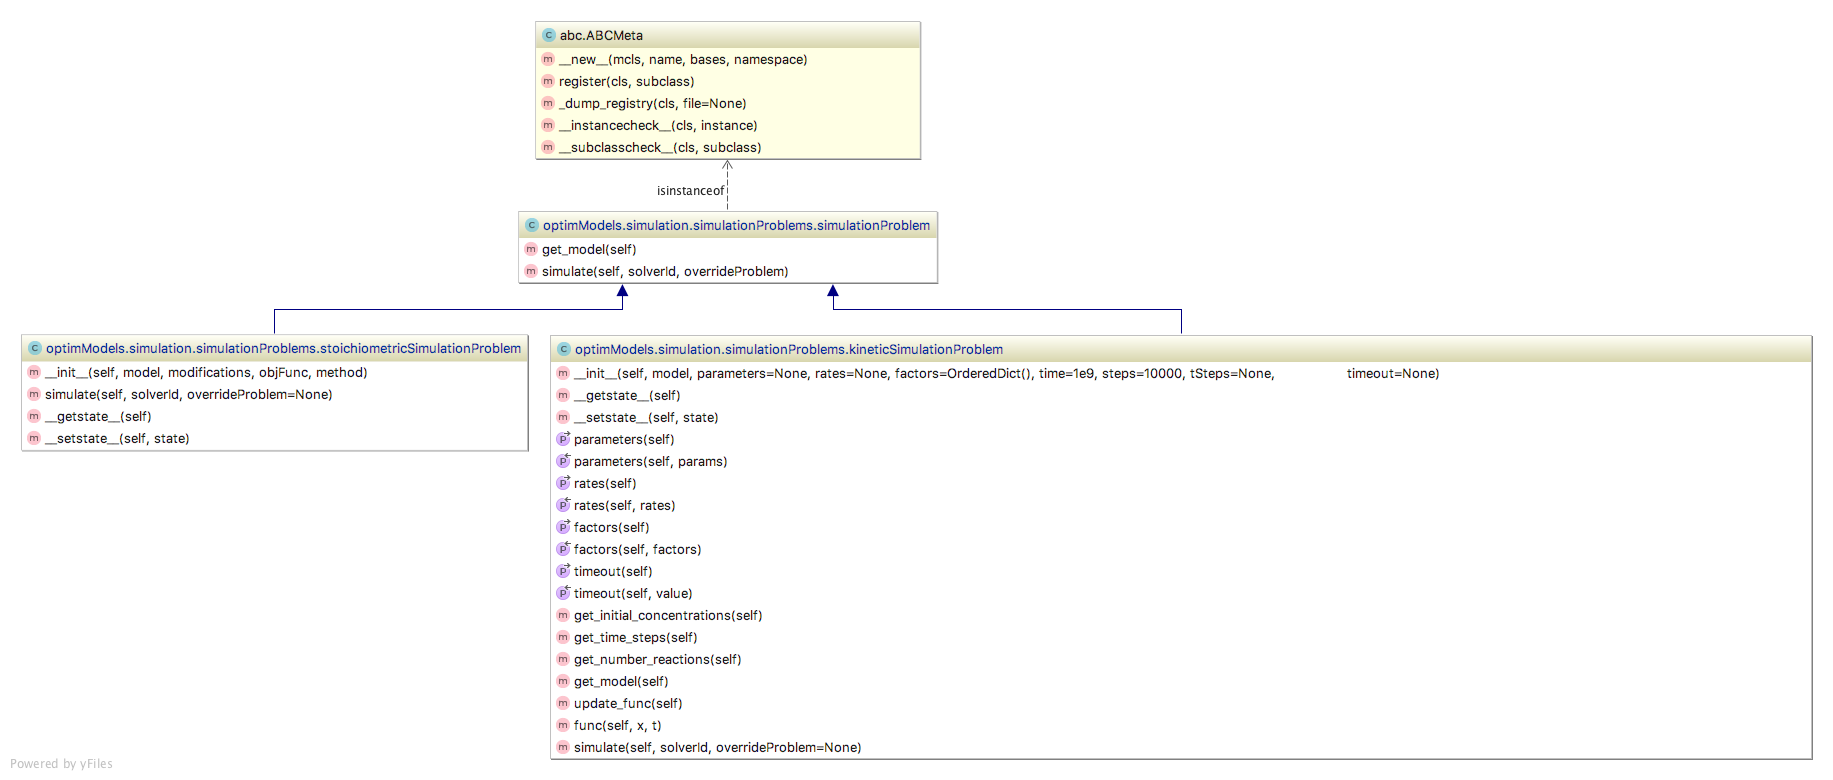 C abc.ABCMeta
m __new__(mcls, name, bases, namespace)
m register(cls, subclass)
m _dump_registry(cls, file=None)
m __instancecheck__(cls, instance)
m __subclasscheck__(cls, subclass)
isinstanceof
C optimModels.simulation.simulationProblems.simulationProblem
m get_model(self)
m simulate(self, solverId, overrideProblem)
C optimModels.simulation.simulationProblems.stoichiometricSimulationProblem
m __init__(self, model, modifications, objFunc, method)
m simulate(self, solverId, overrideProblem=None)
m __getstate__(self)
m __setstate__(self, state)
C optimModels.simulation.simulationProblems.kineticSimulationProblem
m __init__(self, model, parameters=None, rates=None, factors=OrderedDict(), time=1e9, steps=10000, tSteps=None, timeout=None)
m __getstate__(self)
m __setstate__(self, state)
P parameters(self)
P parameters(self, params)
P rates(self)
P rates(self, rates)
P factors(self)
P factors(self, factors)
P timeout(self)
P timeout(self, value)
m get_initial_concentrations(self)
m get_time_steps(self)
m get_number_reactions(self)
m get_model(self)
m update_func(self)
m func(self, x, t)
m simulate(self, solverId, overrideProblem=None)
Powered by yFiles